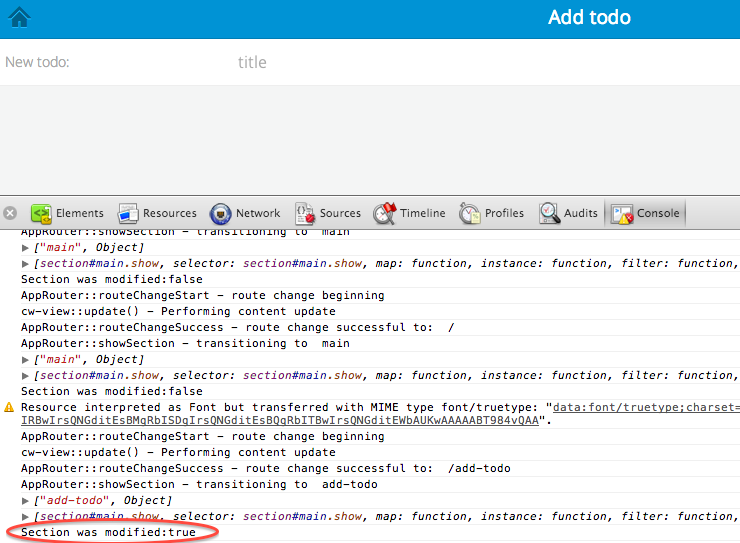 Add todo
New todo: title
Elements Resources Network Sources Timeline Profiles Audits Console
AppRouter::showSection - transitioning to main
["main", Object]
[section#main.show, selector: section#main.show, map: function, instance: function, filter: function,
Section was modified:false
AppRouter::routeChangeStart - route change beginning
cw-view::update() - Performing content update
AppRouter::routeChangeSuccess - route change successful to: /
AppRouter::showSection - transitioning to main
["main", Object]
[section#main.show, selector: section#main.show, map: function, instance: function, filter: function,
Section was modified:false
Resource interpreted as Font but transferred with MIME type font/truetype: "data:font/truetype;charset=
AppRouter::routeChangeStart - route change beginning
cw-view::update() - Performing content update
AppRouter::routeChangeSuccess - route change successful to: /add-todo
AppRouter::showSection - transitioning to add-todo
["add-todo", Object]
[section#main.show, selector: section#main.show, map: function, instance: function, filter: function,
Section was modified:true